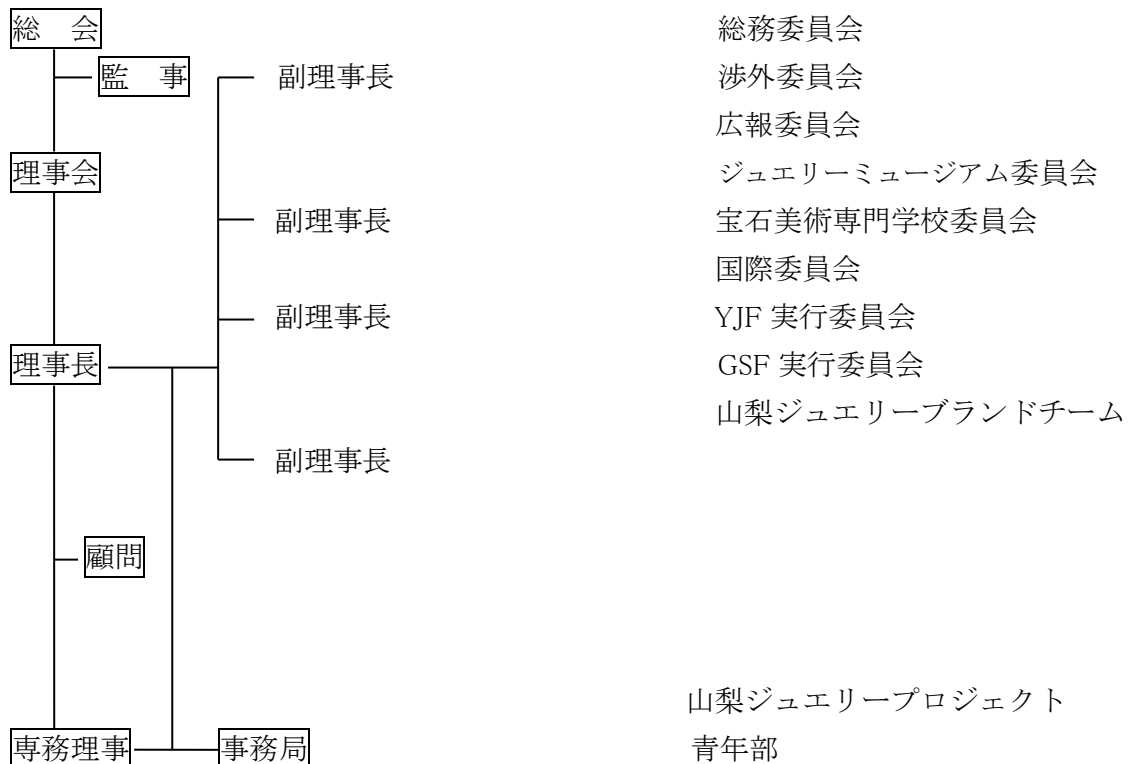 総　会
総務委員会
監　事
副理事長
渉外委員会
広報委員会
理事会
ジュエリーミュージアム委員会
副理事長
宝石美術専門学校委員会
国際委員会
副理事長
YJF 実行委員会
理事長
GSF 実行委員会
山梨ジュエリーブランドチーム
副理事長
顧問
山梨ジュエリープロジェクト
専務理事
事務局
青年部